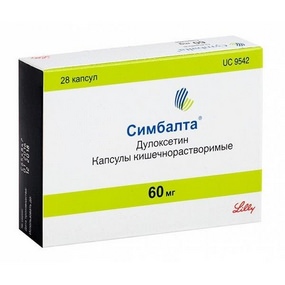 28 капсул
UC 9542
Симбалта®
Дулоксетин
Капсулы кишечнорастворимые
60 мг
Lilly